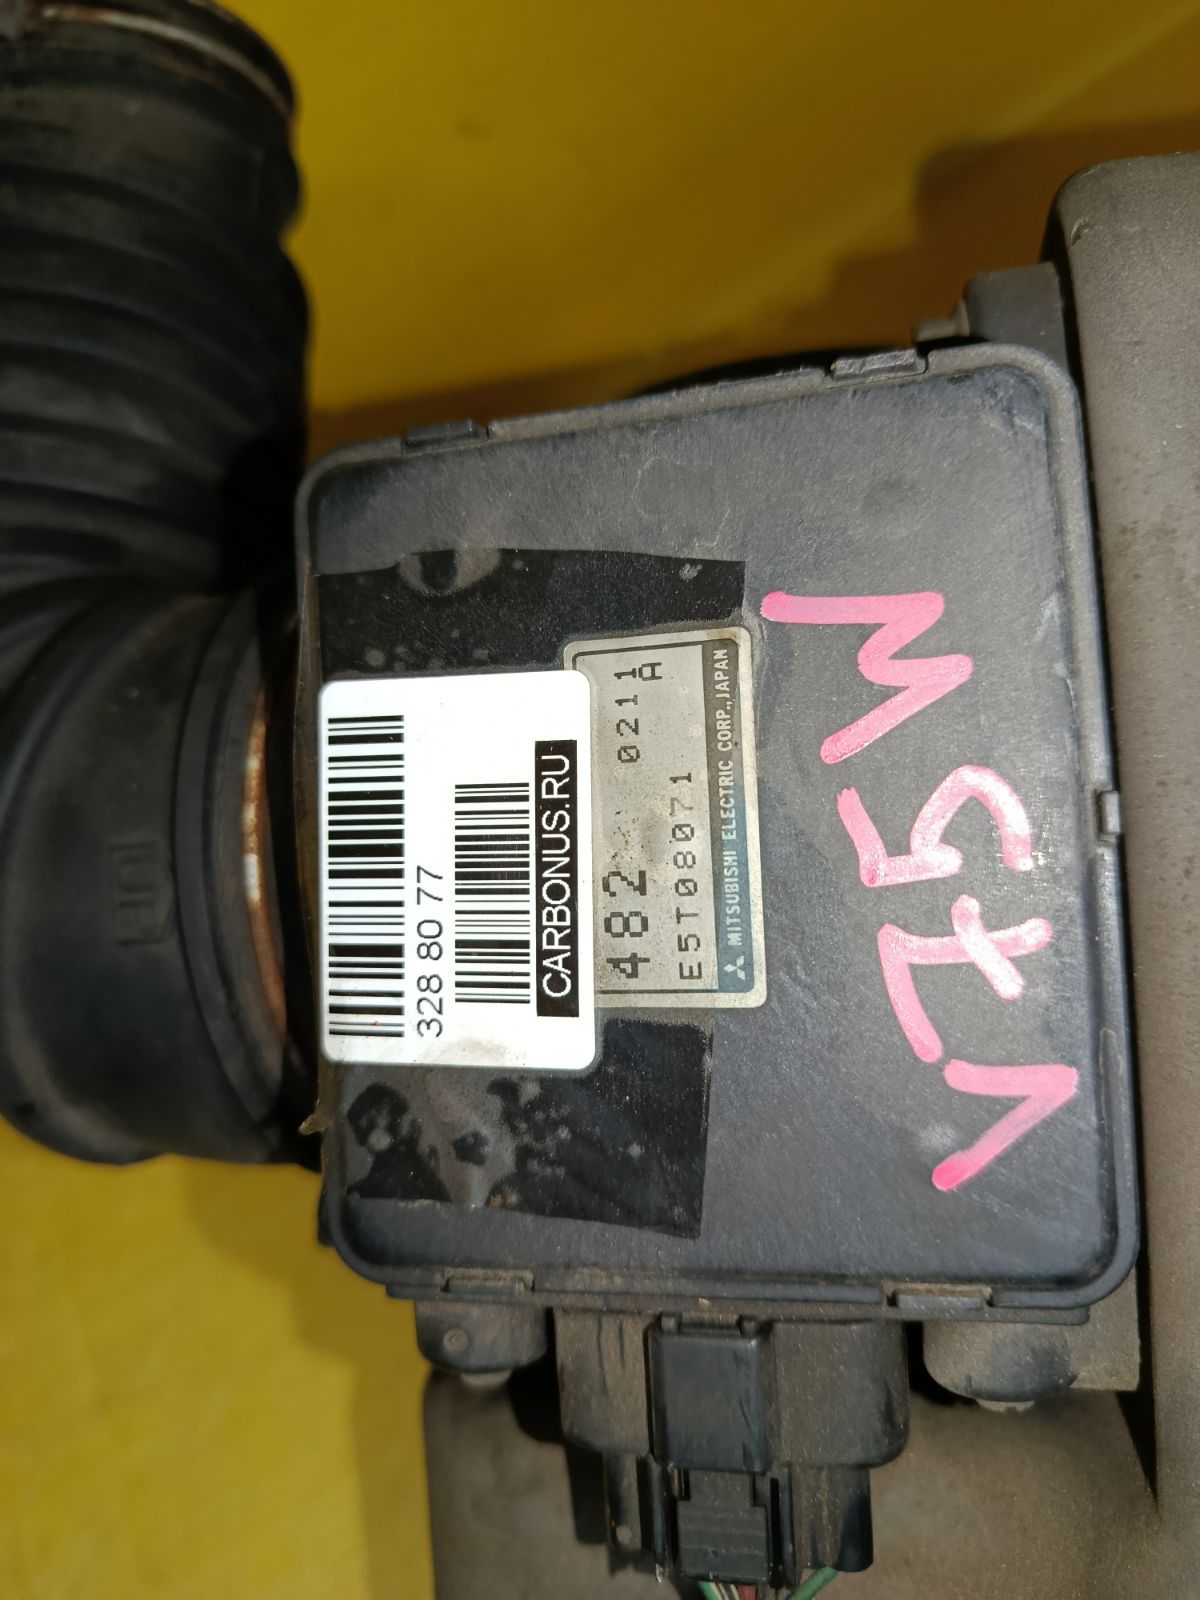 328 80 77
CARBONUS.RU
482 0211
A
E5T08071
MITSUBISHI ELECTRIC CORP., JAPAN
V75W